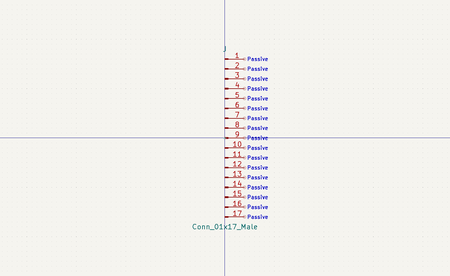 J
1 Passive
2 Passive
3 Passive
4 Passive
5 Passive
6 Passive
7 Passive
8 Passive
9 Passive
10 Passive
11 Passive
12 Passive
13 Passive
14 Passive
15 Passive
16 Passive
17 Passive
Conn_01x17_Male